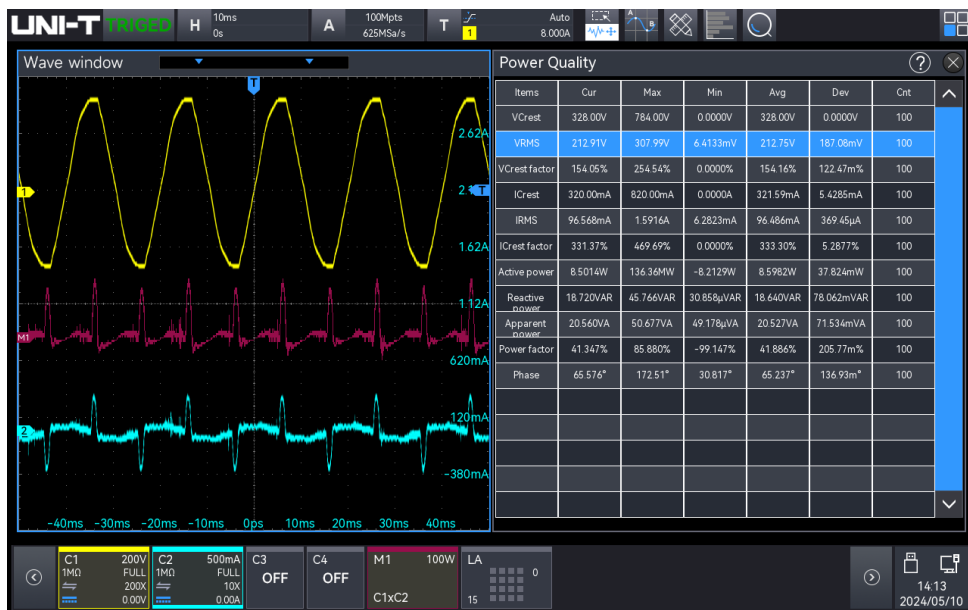 UNI-T TRIGED H 10ms 0s A 100Mpts 625MSa/s T 1 Auto 8.000A A B
Wave window
T
2.62A
1 T
1.62A
1.12A
M1
620mA
120mA
2
-380mA
-40ms -30ms -20ms -10ms 0ps 10ms 20ms 30ms 40ms
Power Quality ?
Items Cur Max Min Avg Dev Cnt
VCrest 328.00V 784.00V 0.0000V 328.00V 0.0000V 100
VRMS 212.91V 307.99V 6.4133mV 212.75V 187.08mV 100
VCrest factor 154.05% 254.54% 0.0000% 154.16% 122.47m% 100
ICrest 320.00mA 820.00mA 0.0000A 321.59mA 5.4285mA 100
IRMS 96.568mA 1.5916A 6.2823mA 96.486mA 369.45μA 100
ICrest factor 331.37% 469.69% 0.0000% 333.30% 5.2877% 100
Active power 8.5014W 136.36MW -8.2129W 8.5982W 37.824mW 100
Reactive power 18.720VAR 45.766VAR 30.858μVAR 18.640VAR 78.062mVAR 100
Apparent power 20.560VA 50.677VA 49.178μVA 20.527VA 71.534mVA 100
Power factor 41.347% 85.880% -99.147% 41.886% 205.77m% 100
Phase 65.576° 172.51° 30.817° 65.237° 136.93m° 100
C1 200V
1MΩ FULL
200X
0.00V
C2 500mA
1MΩ FULL
10X
0.00A
C3
OFF
C4
OFF
M1 100W
C1xC2
LA
0
15
14:13
2024/05/10